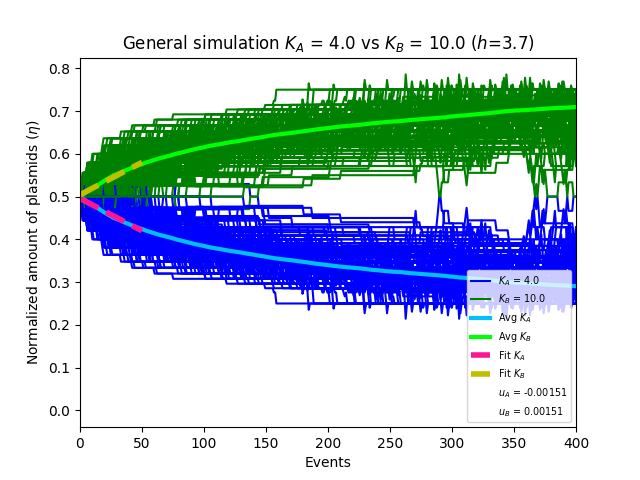 General simulation K_A = 4.0 vs K_B = 10.0 (h=3.7)
Normalized amount of plasmids (η)
0.8
0.7
0.6
0.5
0.4
0.3
0.2
0.1
0.0
K_A = 4.0
K_B = 10.0
Avg K_A
Avg K_B
Fit K_A
Fit K_B
u_A = -0.00151
u_B = 0.00151
0 50 100 150 200 250 300 350 400
Events